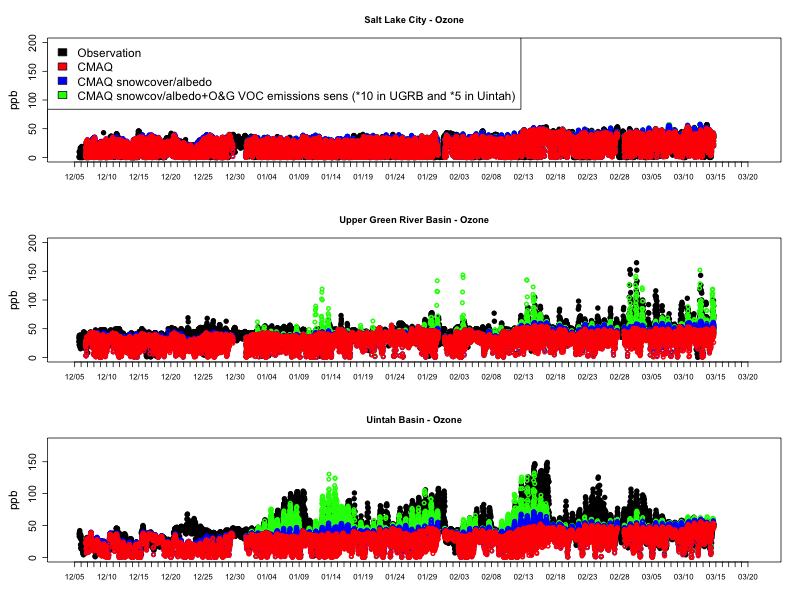 Salt Lake City - Ozone
200
150
100
50
0
ppb
Observation
CMAQ
CMAQ snowcover/albedo
CMAQ snowcov/albedo+O&G VOC emissions sens (*10 in UGRB and *5 in Uintah)
12/05 12/10 12/15 12/20 12/25 12/30 01/04 01/09 01/14 01/19 01/24 01/29 02/03 02/08 02/13 02/18 02/23 02/28 03/05 03/10 03/15 03/20
Upper Green River Basin - Ozone
200
150
100
50
0
ppb
12/05 12/10 12/15 12/20 12/25 12/30 01/04 01/09 01/14 01/19 01/24 01/29 02/03 02/08 02/13 02/18 02/23 02/28 03/05 03/10 03/15 03/20
Uintah Basin - Ozone
150
100
50
0
ppb
12/05 12/10 12/15 12/20 12/25 12/30 01/04 01/09 01/14 01/19 01/24 01/29 02/03 02/08 02/13 02/18 02/23 02/28 03/05 03/10 03/15 03/20